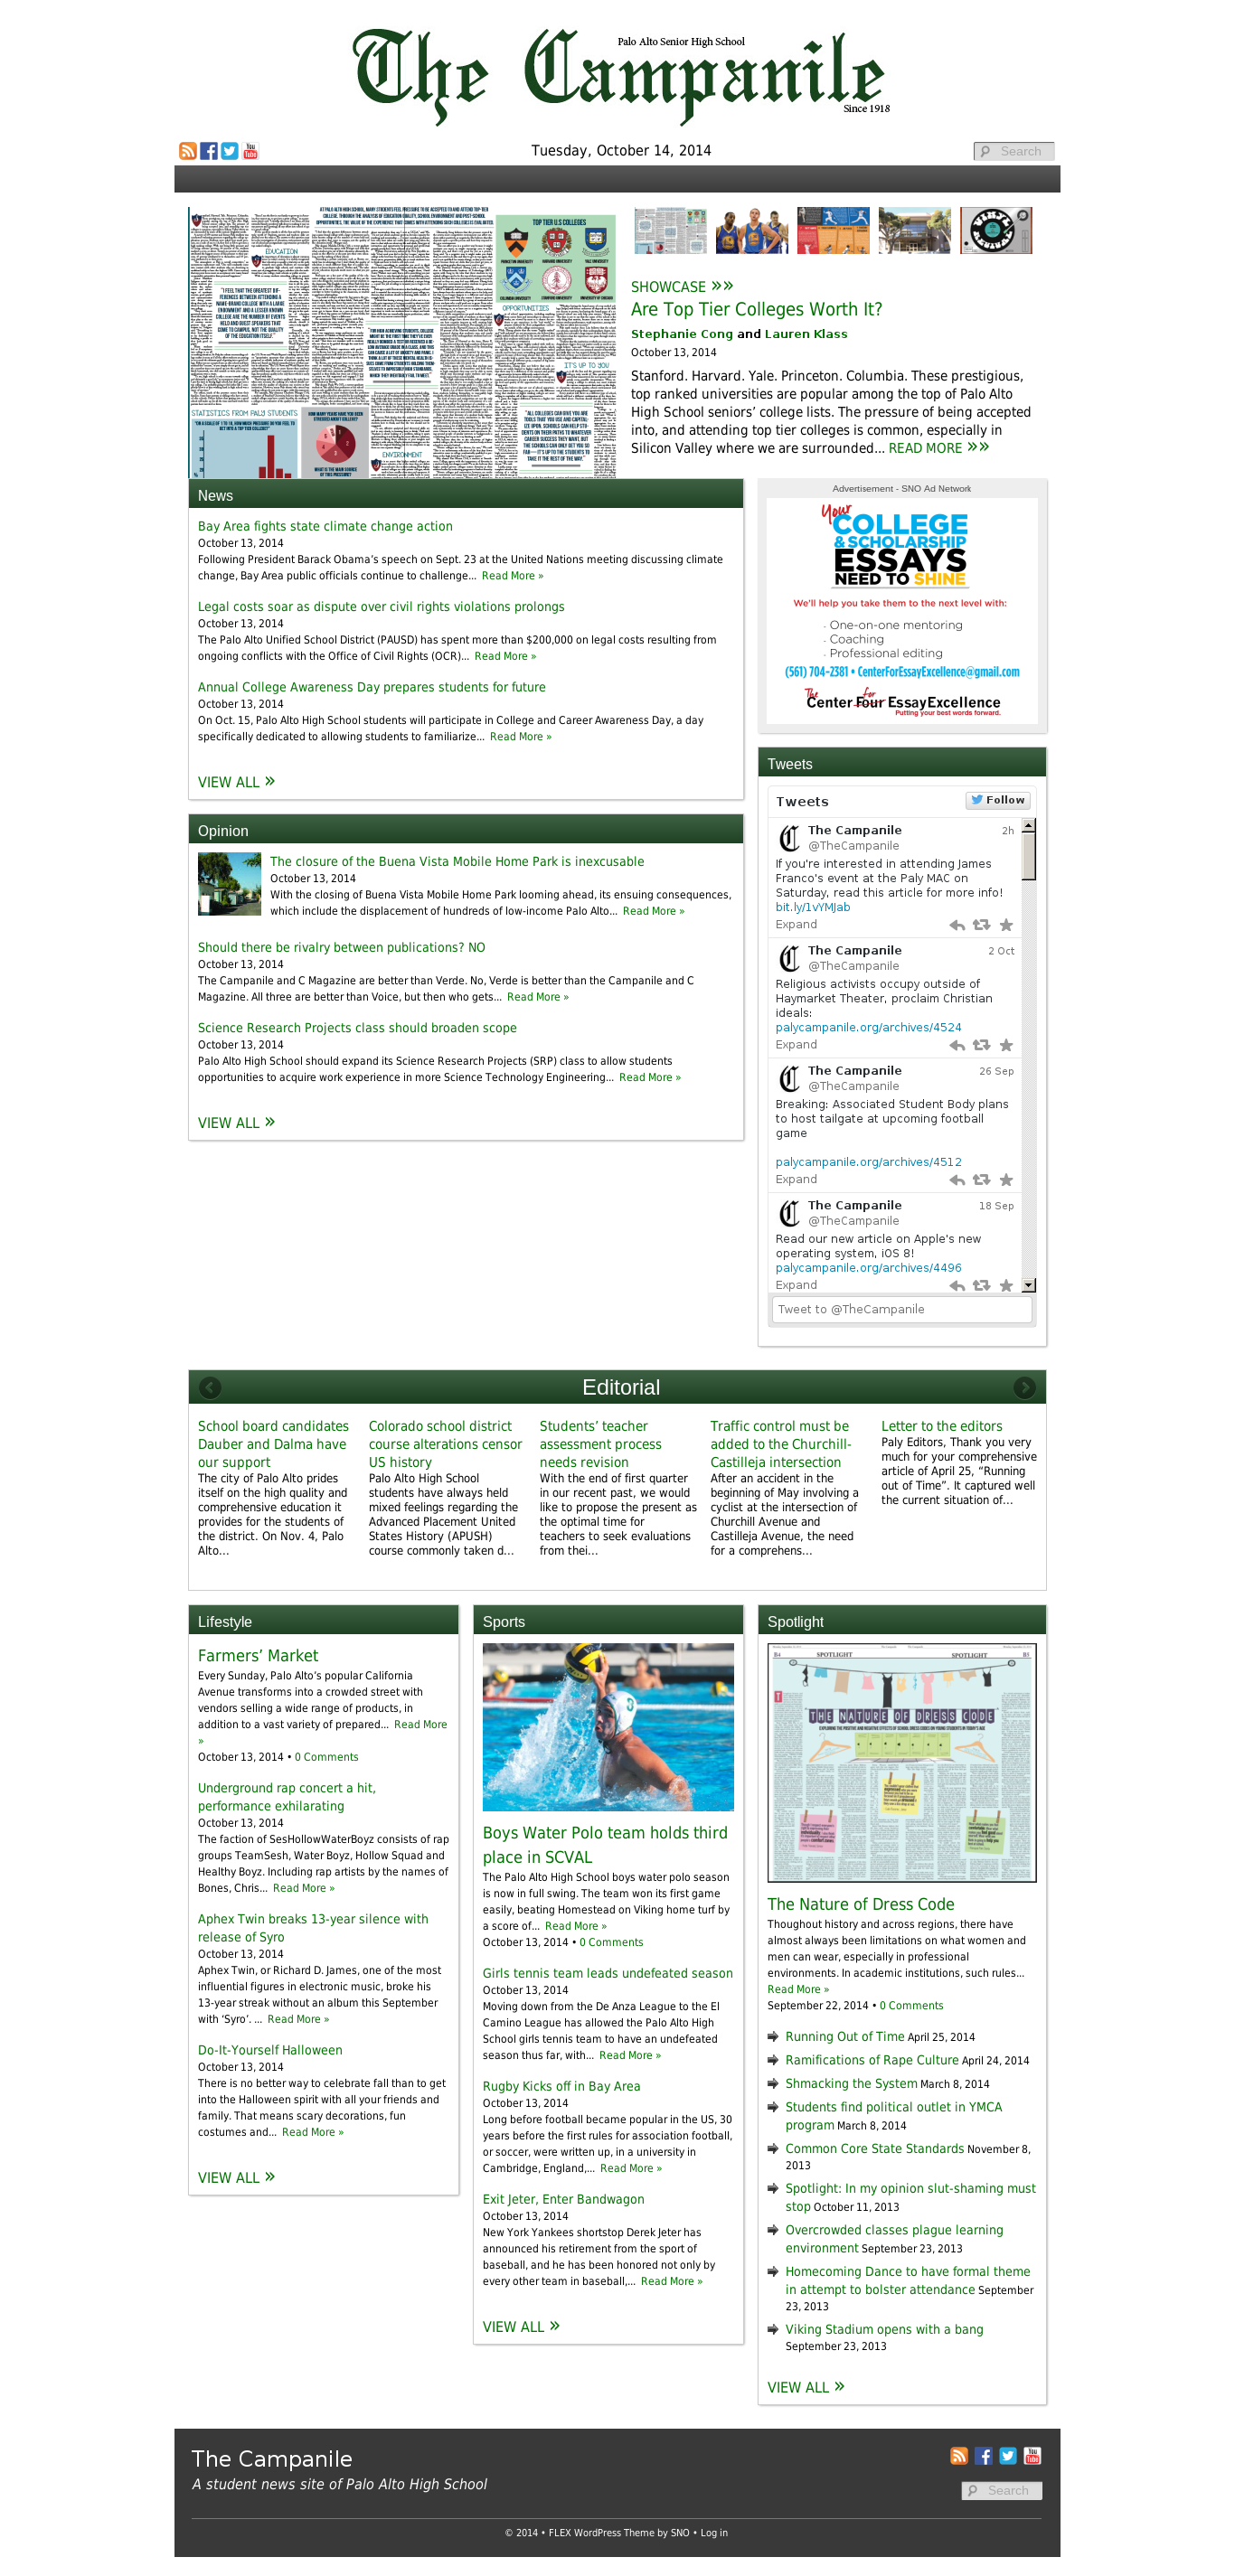 The Campanile
Palo Alto Senior High School
Since 1918
Tuesday, October 14, 2014
Search
AT PALO ALTO HIGH SCHOOL, MANY STUDENTS ARE FEELING PRESSURE TO BE ACCEPTED TO AND ATTEND TOP-TIER
TOP TIER U.S COLLEGES
EDUCATION
OPPORTUNITIES
IT'S UP TO YOU
STATISTICS FROM PALY STUDENTS
ENVIRONMENT
SHOWCASE »»
Are Top Tier Colleges Worth It?
Stephanie Cong and Lauren Klass
October 13, 2014
Stanford. Harvard. Yale. Princeton. Columbia. These prestigious,
top ranked universities are popular among the top of Palo Alto
High School seniors’ college lists. The pressure of being accepted
into, and attending top tier colleges is common, especially in
Silicon Valley where we are surrounded... READ MORE »»
News
Bay Area fights state climate change action
October 13, 2014
Following President Barack Obama’s speech on Sept. 23 at the United Nations meeting discussing climate
change, Bay Area public officials continue to challenge... Read More »
Legal costs soar as dispute over civil rights violations prolongs
October 13, 2014
The Palo Alto Unified School District (PAUSD) has spent more than $200,000 on legal costs resulting from
ongoing conflicts with the Office of Civil Rights (OCR)... Read More »
Annual College Awareness Day prepares students for future
October 13, 2014
On Oct. 15, Palo Alto High School students will participate in College and Career Awareness Day, a day
specifically dedicated to allowing students to familiarize... Read More »
VIEW ALL »
Opinion
The closure of the Buena Vista Mobile Home Park is inexcusable
October 13, 2014
With the closing of Buena Vista Mobile Home Park looming ahead, its ensuing consequences,
which include the displacement of hundreds of low-income Palo Alto... Read More »
Should there be rivalry between publications? NO
October 13, 2014
The Campanile and C Magazine are better than Verde. No, Verde is better than the Campanile and C
Magazine. All three are better than Voice, but then who gets... Read More »
Science Research Projects class should broaden scope
October 13, 2014
Palo Alto High School should expand its Science Research Projects (SRP) class to allow students
opportunities to acquire work experience in more Science Technology Engineering... Read More »
VIEW ALL »
Advertisement - SNO Ad Network
Your
COLLEGE
& SCHOLARSHIP
ESSAYS
NEED TO SHINE
We'll help you take them to the next level with:
· One-on-one mentoring
· Coaching
· Professional editing
(561) 704-2381 • CenterForEssayExcellence@gmail.com
The Center for Four EssayExcellence
Putting your best words forward.
Tweets
Tweets
Follow
The Campanile 2h
@TheCampanile
If you're interested in attending James
Franco's event at the Paly MAC on
Saturday, read this article for more info!
bit.ly/1vYMJab
Expand
The Campanile 2 Oct
@TheCampanile
Religious activists occupy outside of
Haymarket Theater, proclaim Christian
ideals:
palycampanile.org/archives/4524
Expand
The Campanile 26 Sep
@TheCampanile
Breaking: Associated Student Body plans
to host tailgate at upcoming football
game
palycampanile.org/archives/4512
Expand
The Campanile 18 Sep
@TheCampanile
Read our new article on Apple's new
operating system, iOS 8!
palycampanile.org/archives/4496
Expand
Tweet to @TheCampanile
Editorial
School board candidates
Dauber and Dalma have
our support
The city of Palo Alto prides
itself on the high quality and
comprehensive education it
provides for the students of
the district. On Nov. 4, Palo
Alto...
Colorado school district
course alterations censor
US history
Palo Alto High School
students have always held
mixed feelings regarding the
Advanced Placement United
States History (APUSH)
course commonly taken d...
Students’ teacher
assessment process
needs revision
With the end of first quarter
in our recent past, we would
like to propose the present as
the optimal time for
teachers to seek evaluations
from thei...
Traffic control must be
added to the Churchill-
Castilleja intersection
After an accident in the
beginning of May involving a
cyclist at the intersection of
Churchill Avenue and
Castilleja Avenue, the need
for a comprehens...
Letter to the editors
Paly Editors, Thank you very
much for your comprehensive
article of April 25, “Running
out of Time”. It captured well
the current situation of...
Lifestyle
Farmers’ Market
Every Sunday, Palo Alto’s popular California
Avenue transforms into a crowded street with
vendors selling a wide range of products, in
addition to a vast variety of prepared... Read More
»
October 13, 2014 • 0 Comments
Underground rap concert a hit,
performance exhilarating
October 13, 2014
The faction of SesHollowWaterBoyz consists of rap
groups TeamSesh, Water Boyz, Hollow Squad and
Healthy Boyz. Including rap artists by the names of
Bones, Chris... Read More »
Aphex Twin breaks 13-year silence with
release of Syro
October 13, 2014
Aphex Twin, or Richard D. James, one of the most
influential figures in electronic music, broke his
13-year streak without an album this September
with ‘Syro’. ... Read More »
Do-It-Yourself Halloween
October 13, 2014
There is no better way to celebrate fall than to get
into the Halloween spirit with all your friends and
family. That means scary decorations, fun
costumes and... Read More »
VIEW ALL »
Sports
Boys Water Polo team holds third
place in SCVAL
The Palo Alto High School boys water polo season
is now in full swing. The team won its first game
easily, beating Homestead on Viking home turf by
a score of... Read More »
October 13, 2014 • 0 Comments
Girls tennis team leads undefeated season
October 13, 2014
Moving down from the De Anza League to the El
Camino League has allowed the Palo Alto High
School girls tennis team to have an undefeated
season thus far, with... Read More »
Rugby Kicks off in Bay Area
October 13, 2014
Long before football became popular in the US, 30
years before the first rules for association football,
or soccer, were written up, in a university in
Cambridge, England,... Read More »
Exit Jeter, Enter Bandwagon
October 13, 2014
New York Yankees shortstop Derek Jeter has
announced his retirement from the sport of
baseball, and he has been honored not only by
every other team in baseball,... Read More »
VIEW ALL »
Spotlight
SPOTLIGHT
SPOTLIGHT
THE NATURE OF DRESS CODE
The Nature of Dress Code
Thoughout history and across regions, there have
almost always been limitations on what women and
men can wear, especially in professional
environments. In academic institutions, such rules...
Read More »
September 22, 2014 • 0 Comments
Running Out of Time April 25, 2014
Ramifications of Rape Culture April 24, 2014
Shmacking the System March 8, 2014
Students find political outlet in YMCA
program March 8, 2014
Common Core State Standards November 8,
2013
Spotlight: In my opinion slut-shaming must
stop October 11, 2013
Overcrowded classes plague learning
environment September 23, 2013
Homecoming Dance to have formal theme
in attempt to bolster attendance September
23, 2013
Viking Stadium opens with a bang
September 23, 2013
VIEW ALL »
The Campanile
A student news site of Palo Alto High School
Search
© 2014 • FLEX WordPress Theme by SNO • Log in